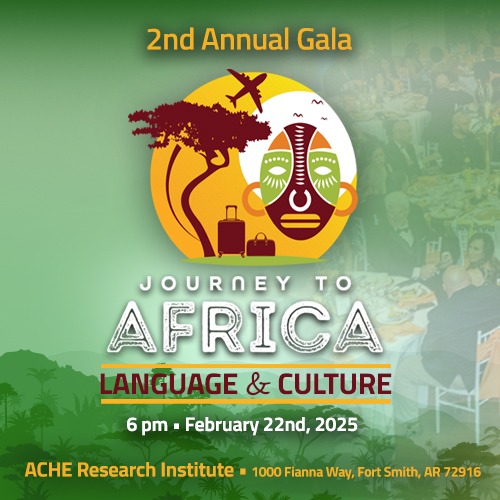 2nd Annual Gala
JOURNEY TO
AFRICA
LANGUAGE & CULTURE
6 pm ▪ February 22nd, 2025
ACHE Research Institute ▪ 1000 Fianna Way, Fort Smith, AR 72916